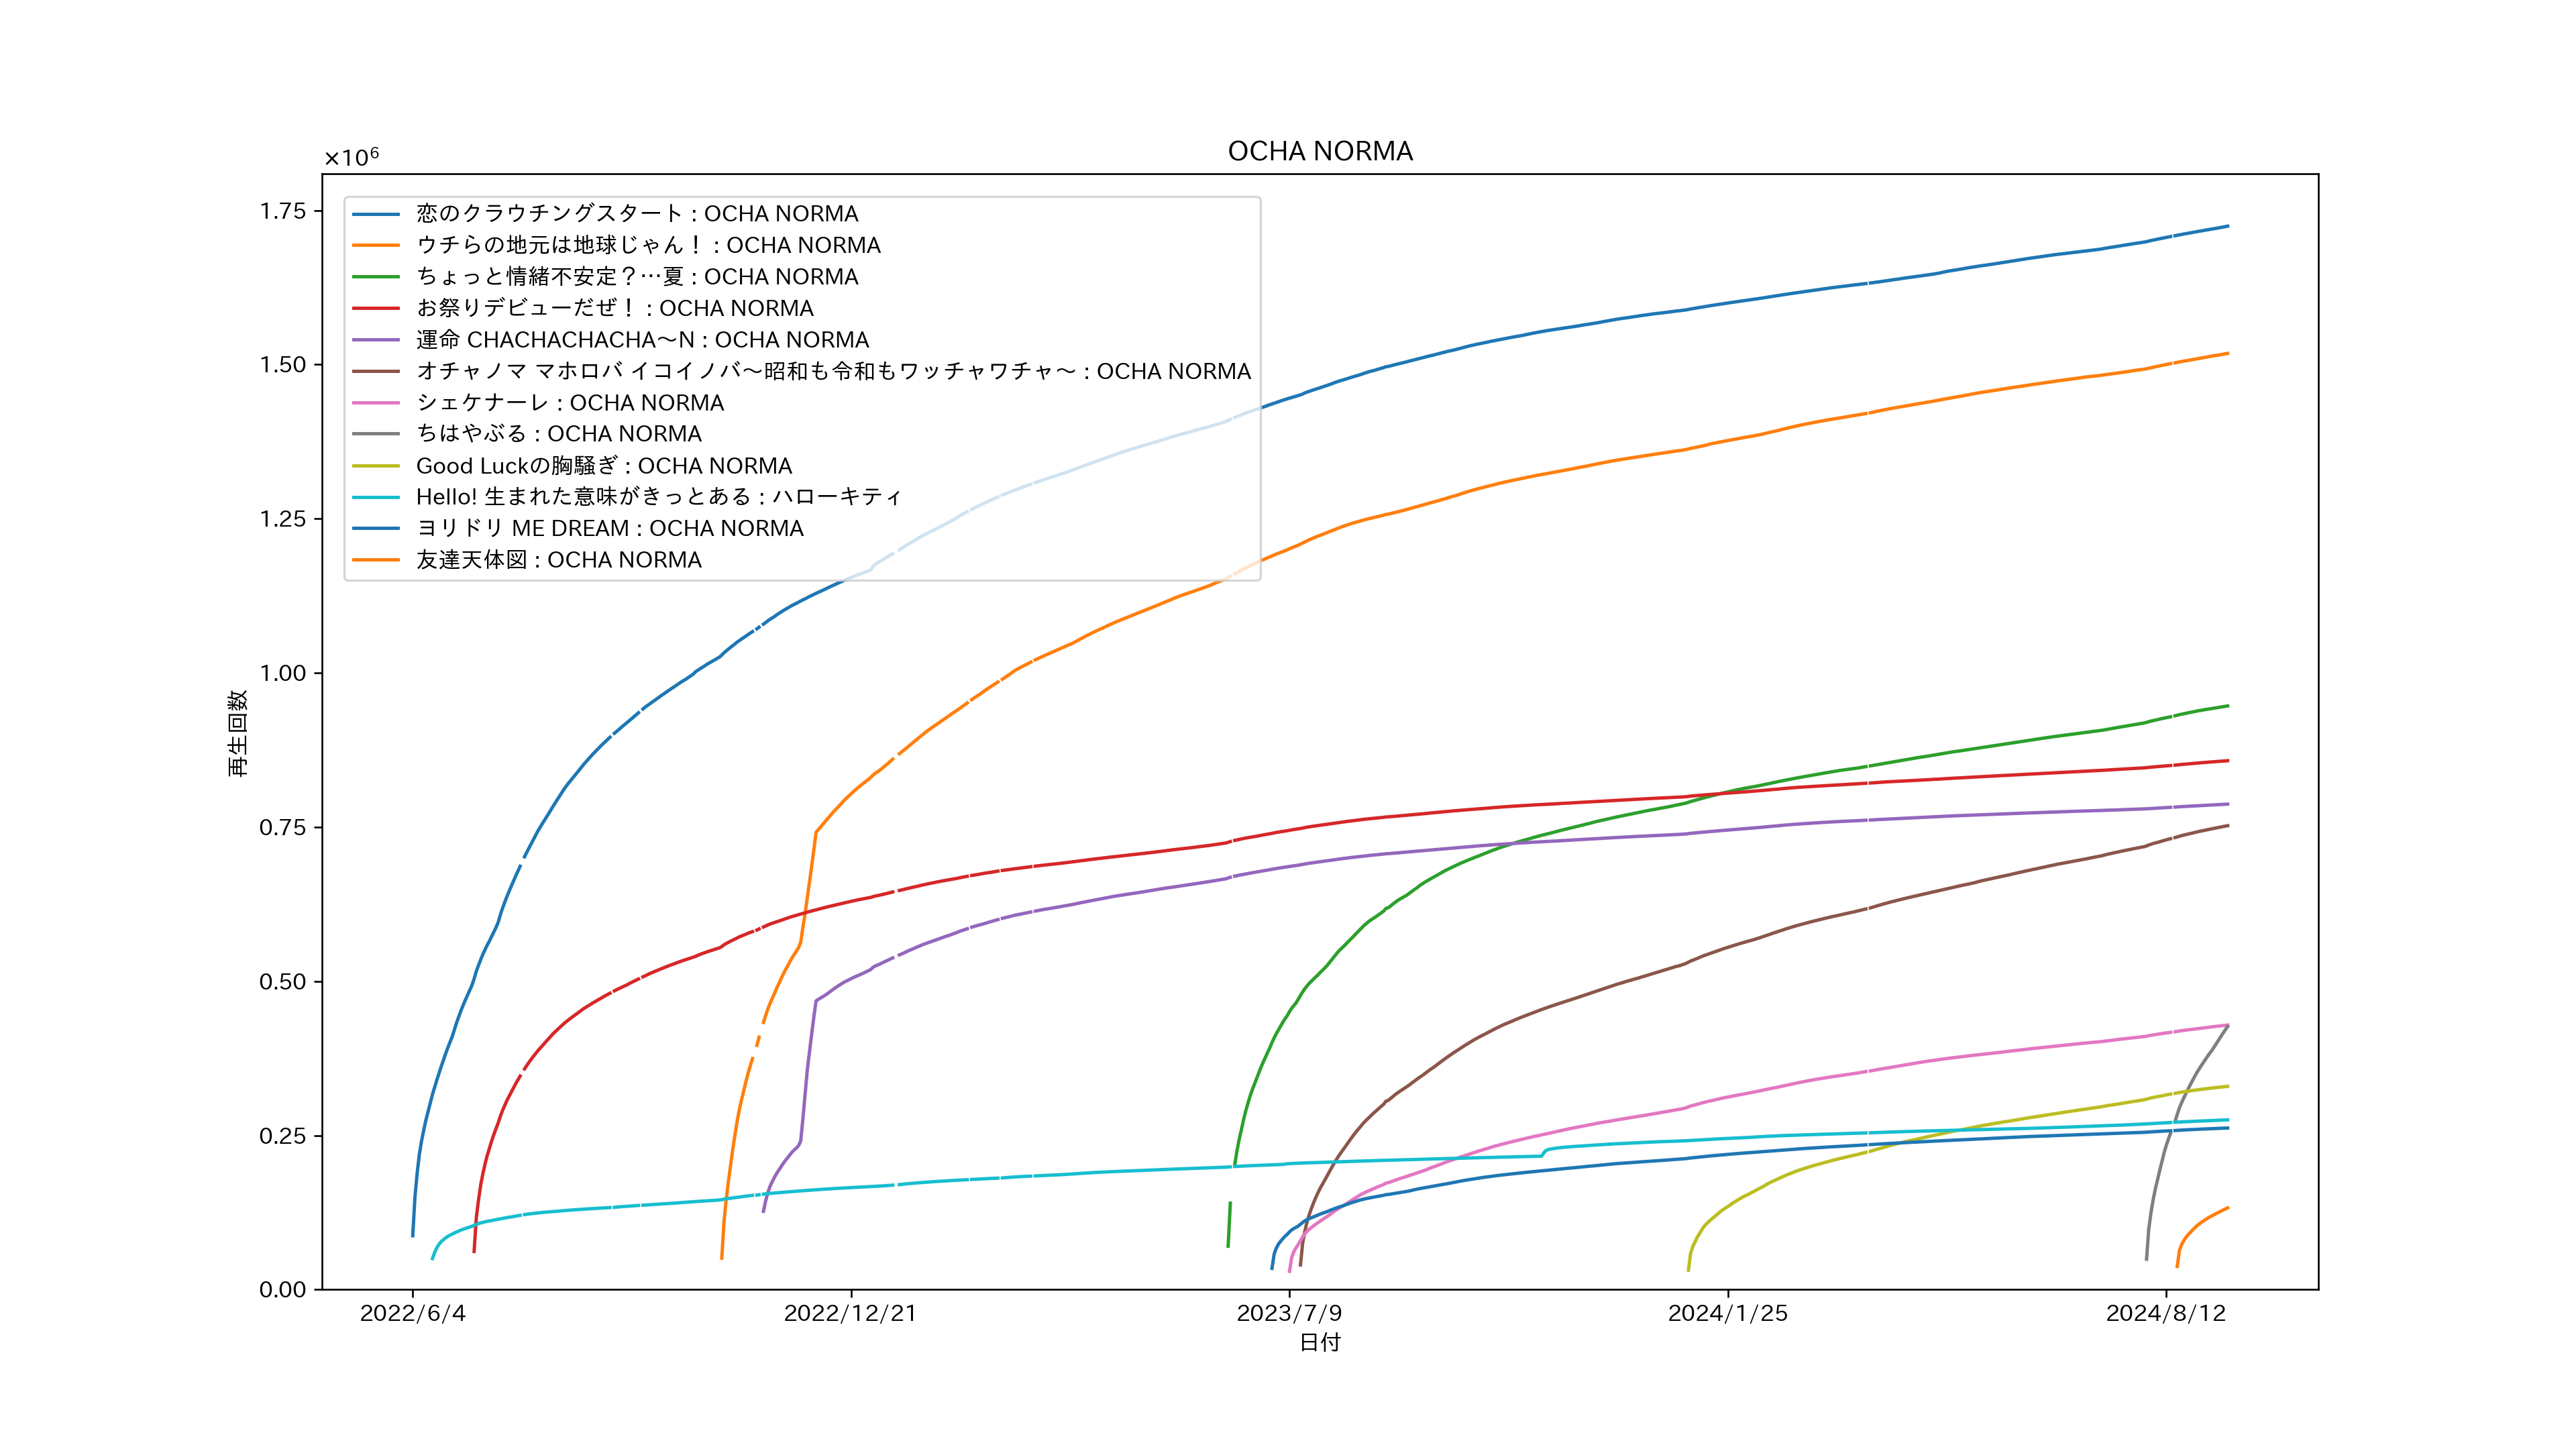 OCHA NORMA
×10⁶
1.75
1.50
1.25
1.00
0.75
0.50
0.25
0.00
再生回数
恋のクラウチングスタート : OCHA NORMA
ウチらの地元は地球じゃん！ : OCHA NORMA
ちょっと情緒不安定？…夏 : OCHA NORMA
お祭りデビューだぜ！ : OCHA NORMA
運命 CHACHACHACHA〜N : OCHA NORMA
オチャノマ マホロバ イコイノバ〜昭和も令和もワッチャワチャ〜 : OCHA NORMA
シェケナーレ : OCHA NORMA
ちはやぶる : OCHA NORMA
Good Luckの胸騒ぎ : OCHA NORMA
Hello! 生まれた意味がきっとある : ハローキティ
ヨリドリ ME DREAM : OCHA NORMA
友達天体図 : OCHA NORMA
2022/6/4
2022/12/21
2023/7/9
2024/1/25
2024/8/12
日付